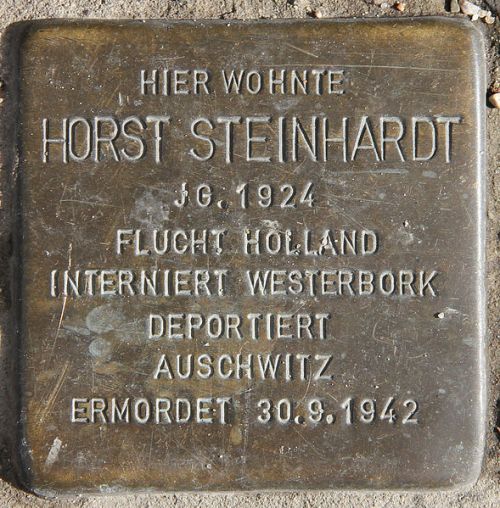 HIER WOHNTE
HORST STEINHARDT
JG. 1924
FLUCHT HOLLAND
INTERNIERT WESTERBORK
DEPORTIERT
AUSCHWITZ
ERMORDET 30.9.1942